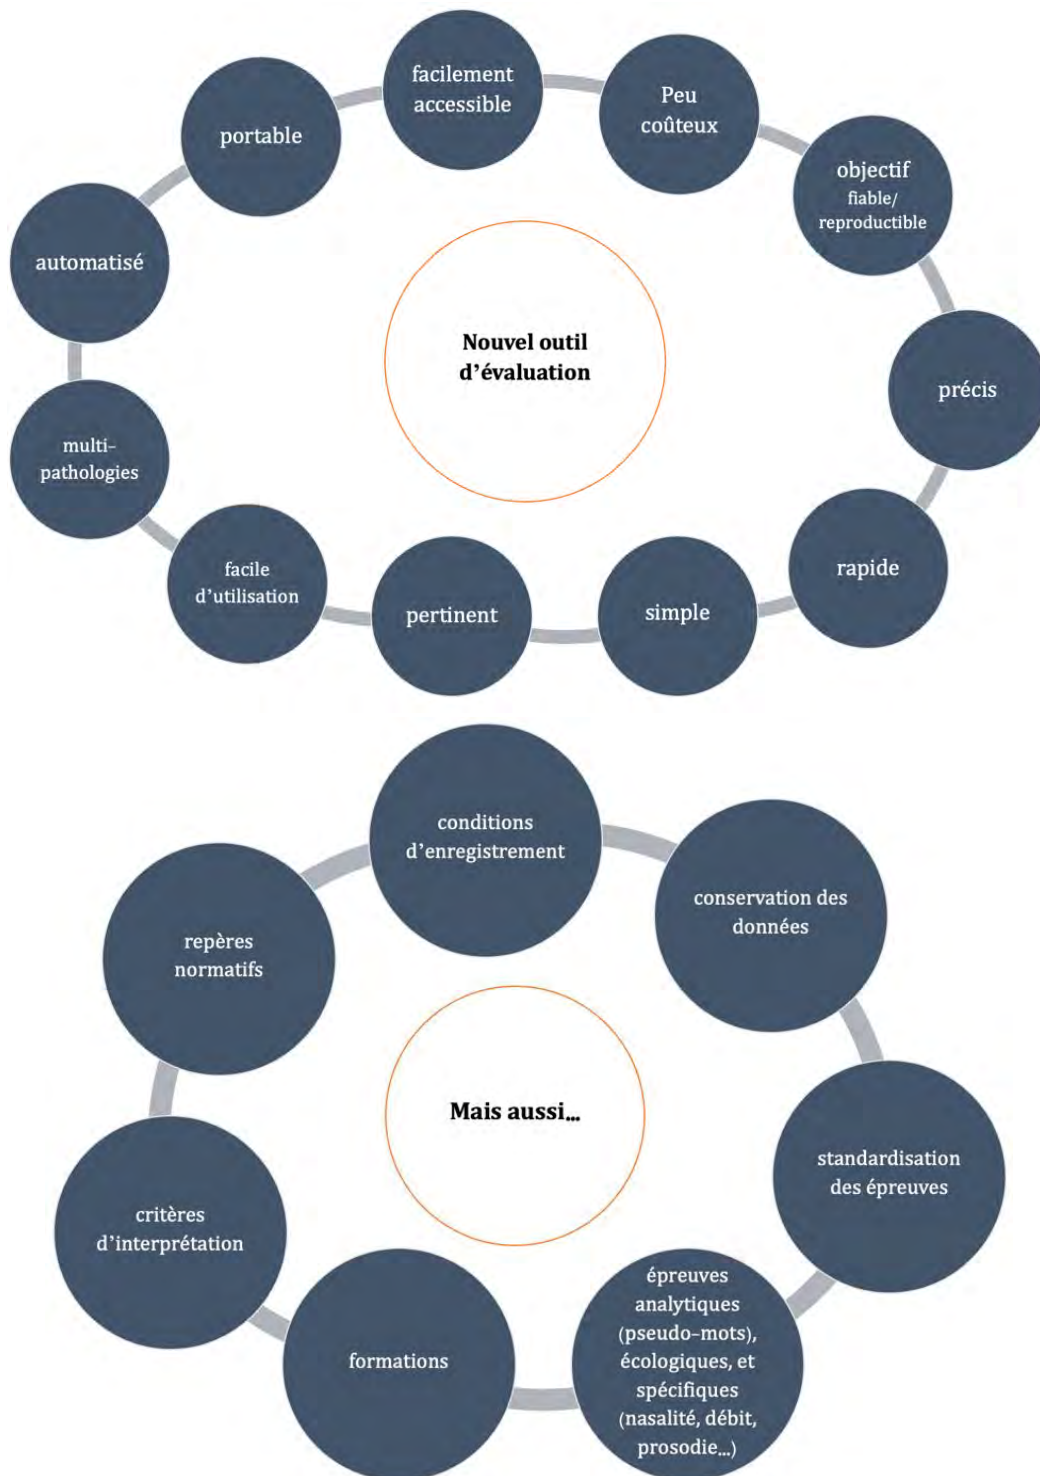 facilement
accessible
Peu
coûteux
portable
objectif
fiable/
reproductible
automatisé
Nouvel outil
d’évaluation
précis
multi-
pathologies
facile
d’utilisation
pertinent
simple
rapide
conditions
d’enregistrement
conservation des
données
repères
normatifs
Mais aussi...
standardisation
des épreuves
critères
d’interprétation
formations
épreuves
analytiques
(pseudo-mots),
écologiques, et
spécifiques
(nasalité, débit,
prosodie...)